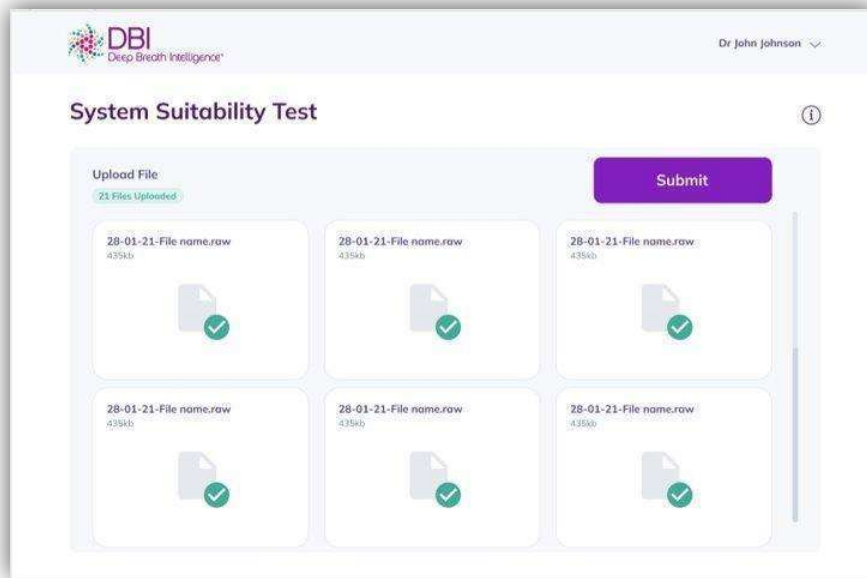 DBI
Deep Breath Intelligence
Dr John Johnson
System Suitability Test
Upload File
21 Files Uploaded
Submit
28-01-21-File name.raw
435kb
28-01-21-File name.raw
435kb
28-01-21-File name.raw
435kb
28-01-21-File name.raw
435kb
28-01-21-File name.raw
435kb
28-01-21-File name.raw
435kb